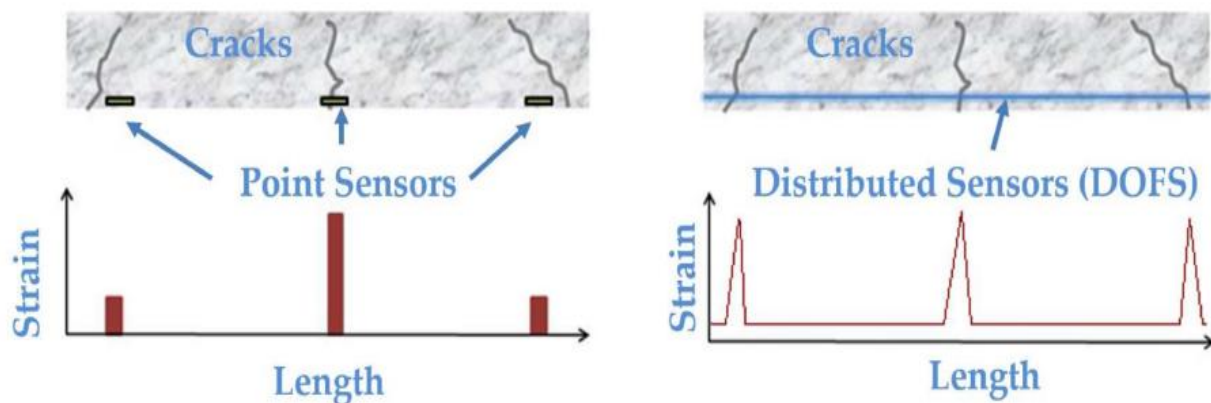 Cracks
Point Sensors
Strain
Length
Cracks
Distributed Sensors (DOFS)
Strain
Length